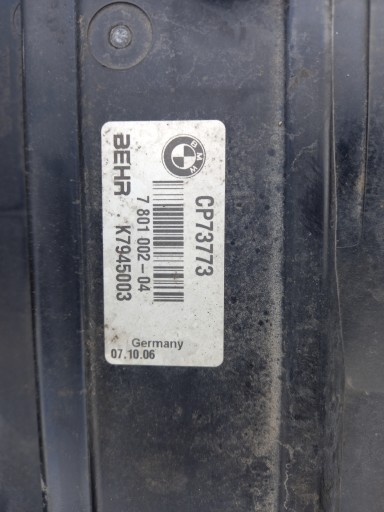 BMW
CP73773
7 801 002-04
BEHR K7945003
Germany
07.10.06